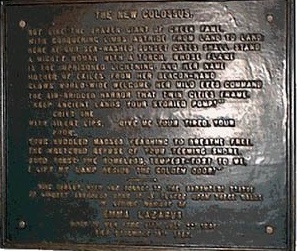 THE NEW COLOSSUS.
NOT LIKE THE BRAZEN GIANT OF GREEK FAME,
WITH CONQUERING LIMBS ASTRIDE FROM LAND TO LAND
HERE AT OUR SEA-WASHED SUNSET GATES SHALL STAND
A MIGHTY WOMAN WITH A TORCH, WHOSE FLAME
IS THE IMPRISONED LIGHTNING, AND HER NAME
MOTHER OF EXILES. FROM HER BEACON-HAND
GLOWS WORLD-WIDE WELCOME; HER MILD EYES COMMAND
THE AIR-BRIDGED HARBOR THAT TWIN CITIES FRAME
"KEEP ANCIENT LANDS YOUR STORIED POMP"
CRIES SHE
WITH SILENT LIPS. "GIVE ME YOUR TIRED YOUR
POOR,
YOUR HUDDLED MASSES YEARNING TO BREATHE FREE,
THE WRETCHED REFUSE OF YOUR TEEMING SHORE
SEND THESE, THE HOMELESS, TEMPEST-TOST TO ME
I LIFT MY LAMP BESIDE THE GOLDEN DOOR"
EMMA LAZARUS